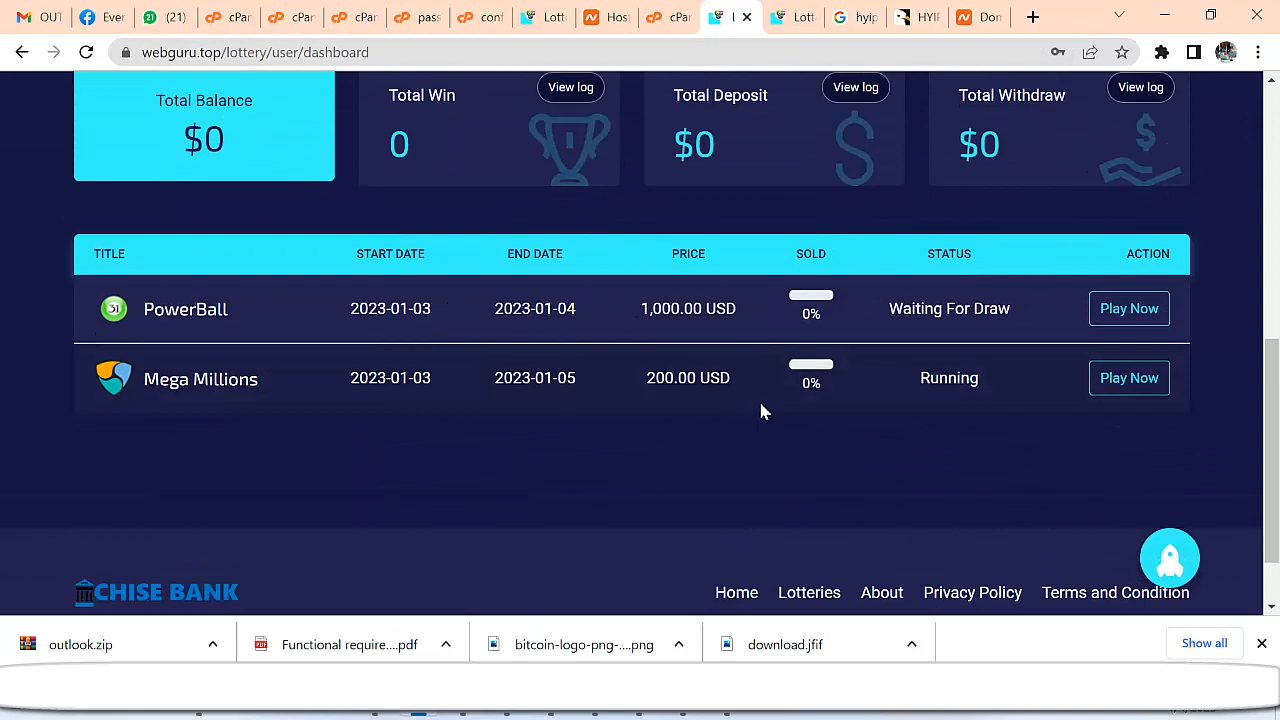 OUT
Ever
(21)
cPar
cPar
cPar
pass
conf
Lott
Hos
cPar
Lott
hyip
HYIP
Don
webguru.top/lottery/user/dashboard
Total Balance
$0
Total Win
View log
0
Total Deposit
View log
$0
Total Withdraw
View log
$0
TITLE START DATE END DATE PRICE SOLD STATUS ACTION
31 PowerBall 2023-01-03 2023-01-04 1,000.00 USD 0% Waiting For Draw Play Now
Mega Millions 2023-01-03 2023-01-05 200.00 USD 0% Running Play Now
CHISE BANK
Home Lotteries About Privacy Policy Terms and Condition
outlook.zip
PDF Functional require....pdf
bitcoin-logo-png-....png
download.jfif
Show all